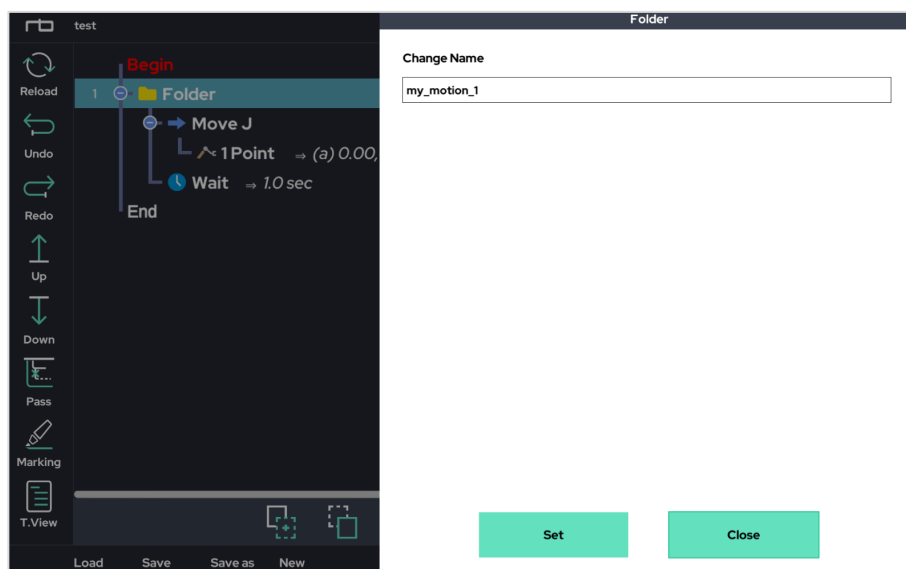 test
Folder
Reload
Undo
Redo
Up
Down
Pass
Marking
T.View
Begin
1 Folder
Move J
1 Point ⇒ (a) 0.00,
Wait ⇒ 1.0 sec
End
Change Name
my_motion_1
Set
Close
Load Save Save as New